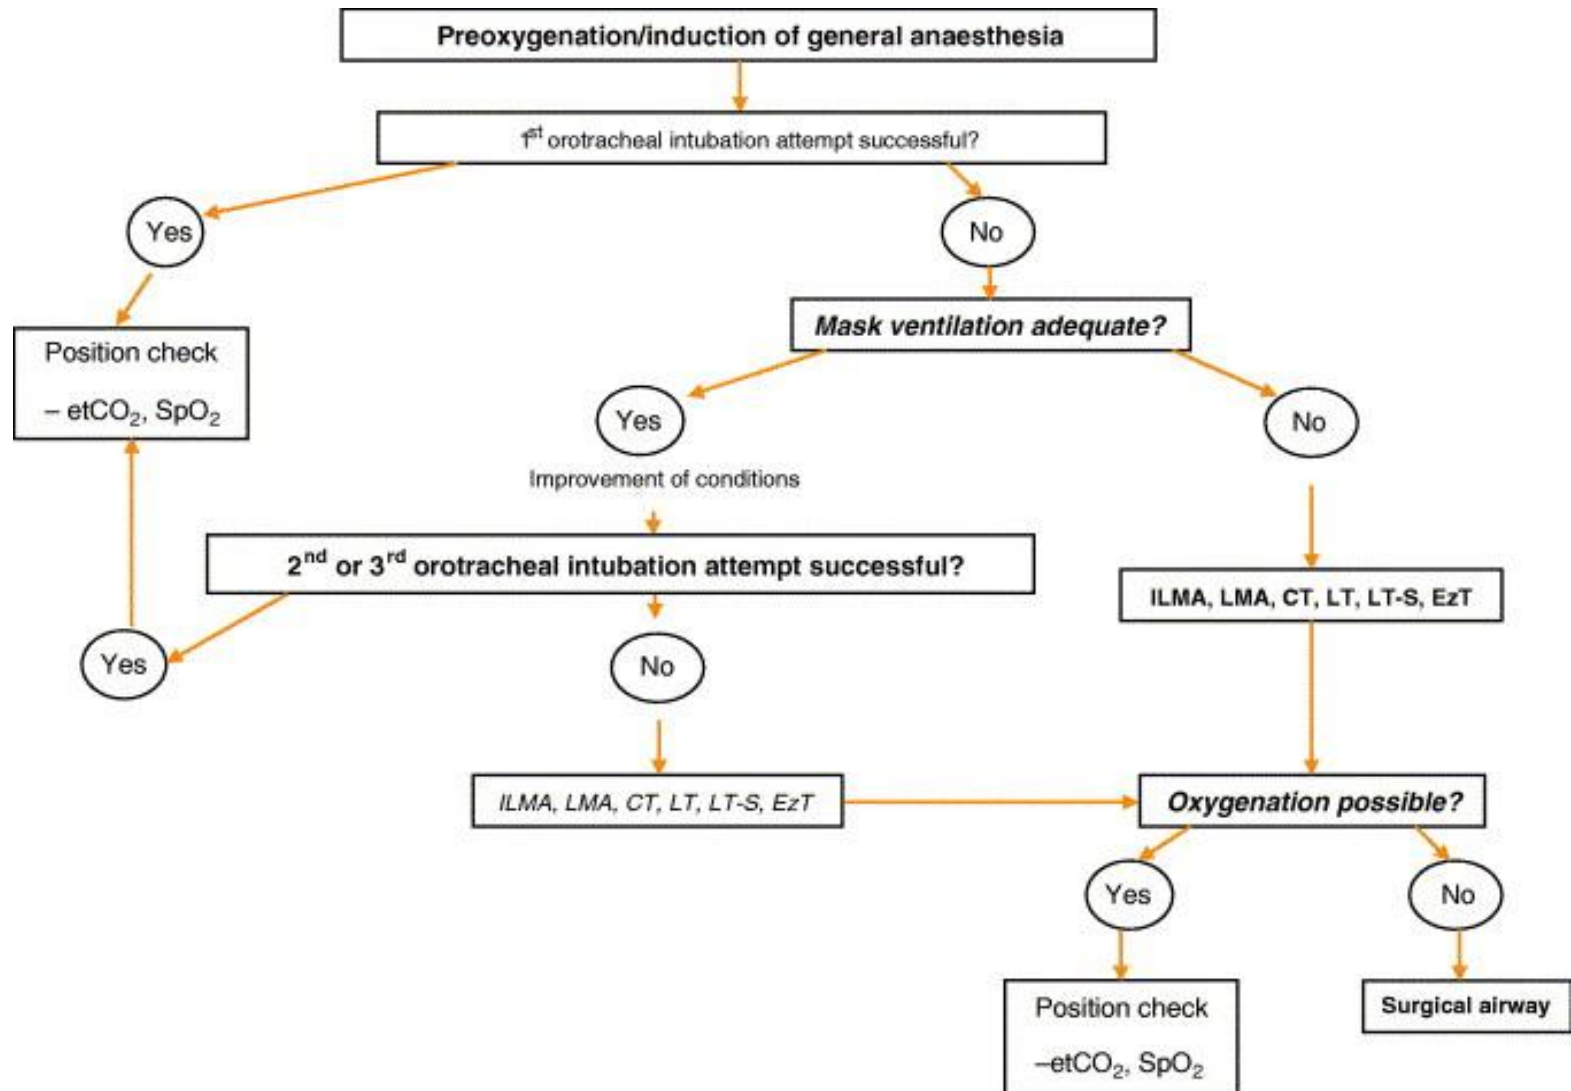 Preoxygenation/induction of general anaesthesia
1st orotracheal intubation attempt successful?
Yes
No
Mask ventilation adequate?
Position check
– etCO2, SpO2
Yes
No
Improvement of conditions
2nd or 3rd orotracheal intubation attempt successful?
ILMA, LMA, CT, LT, LT-S, EzT
Yes
No
ILMA, LMA, CT, LT, LT-S, EzT
Oxygenation possible?
Yes
No
Position check
–etCO2, SpO2
Surgical airway